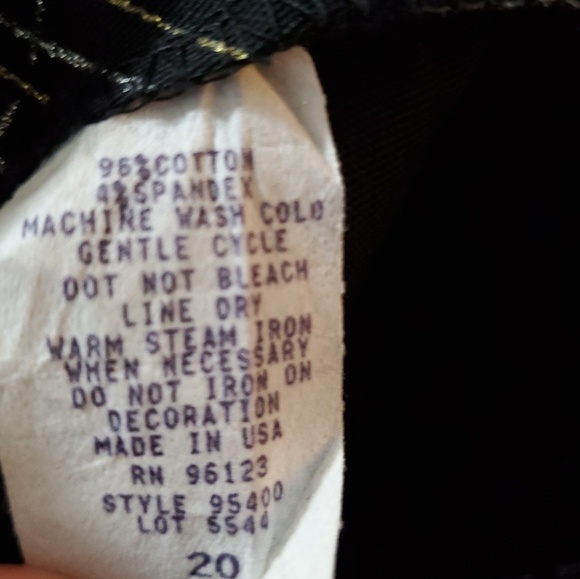 96%COTTON
4%SPANDEX
MACHINE WASH COLD
GENTLE CYCLE
DOT NOT BLEACH
LINE DRY
WARM STEAM IRON
WHEN NECESSARY
DO NOT IRON ON
DECORATION
MADE IN USA
RN 96123
STYLE 95400
LOT 5544
20